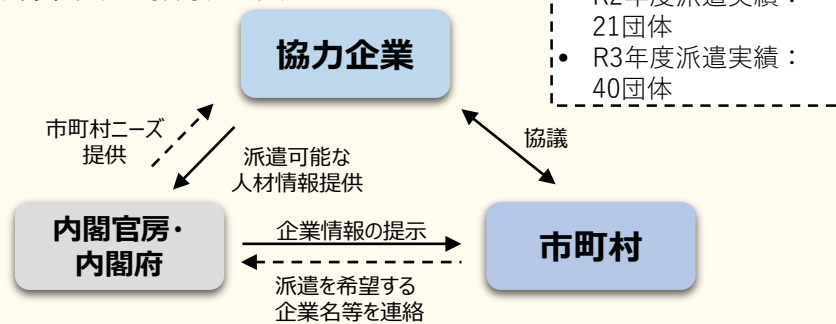 R2年度派遣実績：
21団体
• R3年度派遣実績：
40団体
協力企業
市町村ニーズ
提供
派遣可能な
人材情報提供
協議
内閣官房・
内閣府
企業情報の提示
市町村
派遣を希望する
企業名等を連絡